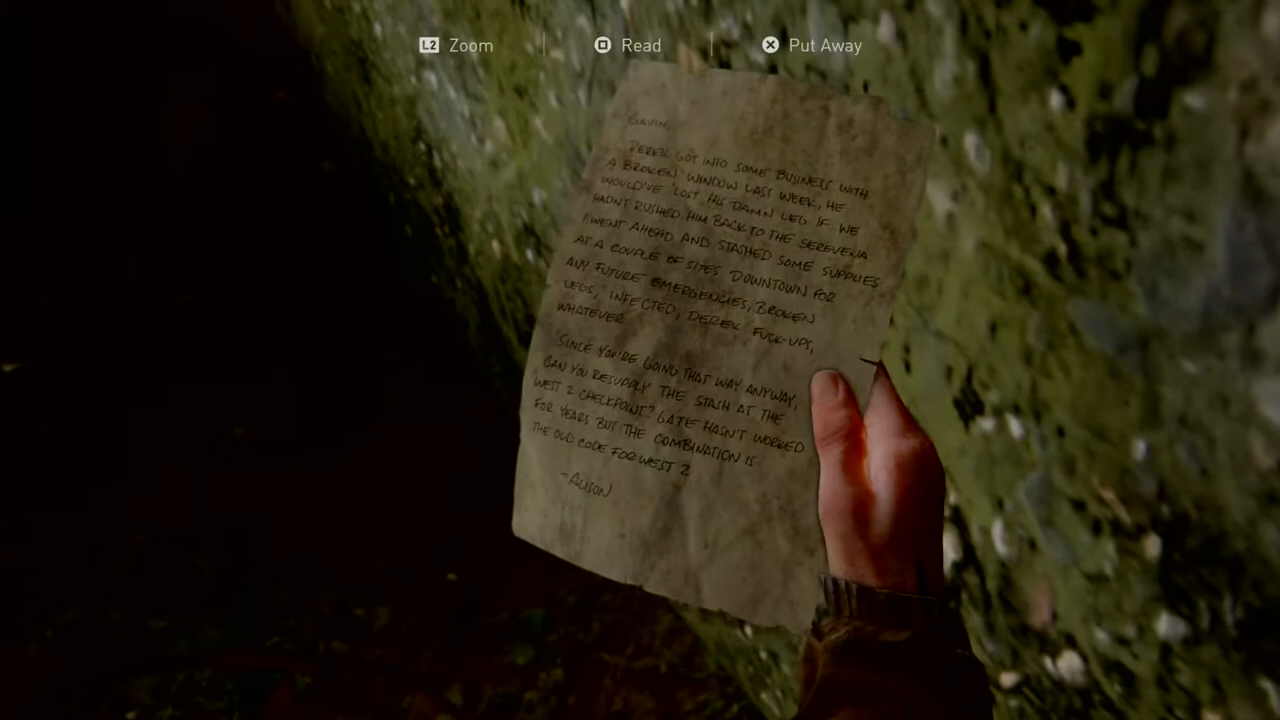 L2 Zoom | Read | Put Away
GAVIN,
DEREK GOT INTO SOME BUSINESS WITH
A BROKEN WINDOW LAST WEEK, HE
WOULD'VE LOST HIS DAMN LEG IF WE
HADN'T RUSHED HIM BACK TO THE SEREVENA
I WENT AHEAD AND STASHED SOME SUPPLIES
AT A COUPLE OF SITES DOWNTOWN FOR
ANY FUTURE EMERGENCIES, BROKEN
LEGS, INFECTED, DEREK FUCK-UPS,
WHATEVER
SINCE YOU'RE GOING THAT WAY ANYWAY,
CAN YOU RESUPPLY THE STASH AT THE
WEST 2 CHECKPOINT? GATE HASN'T WORKED
FOR YEARS BUT THE COMBINATION IS
THE OLD CODE FOR WEST 2
- ALISON